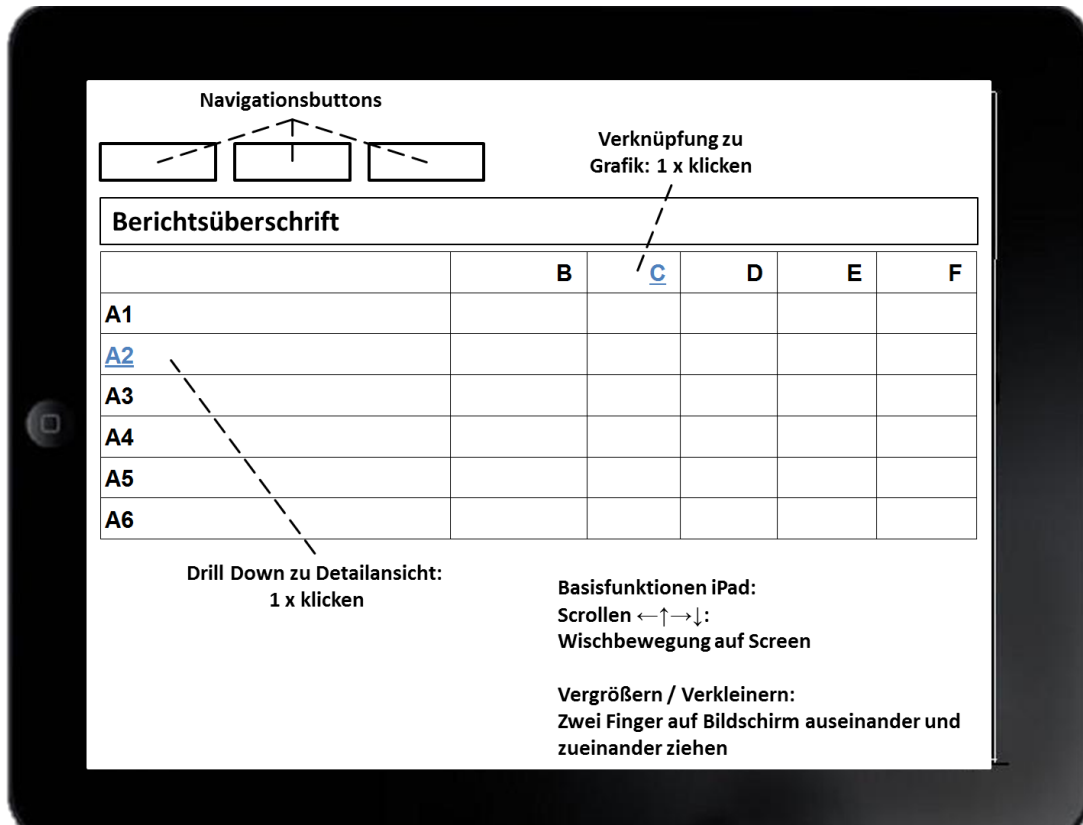 Navigationsbuttons
Verknüpfung zu
Grafik: 1 x klicken
Berichtsüberschrift
B C D E F
A1
A2
A3
A4
A5
A6
Drill Down zu Detailansicht:
1 x klicken
Basisfunktionen iPad:
Scrollen ←↑→↓:
Wischbewegung auf Screen
Vergrößern / Verkleinern:
Zwei Finger auf Bildschirm auseinander und
zueinander ziehen